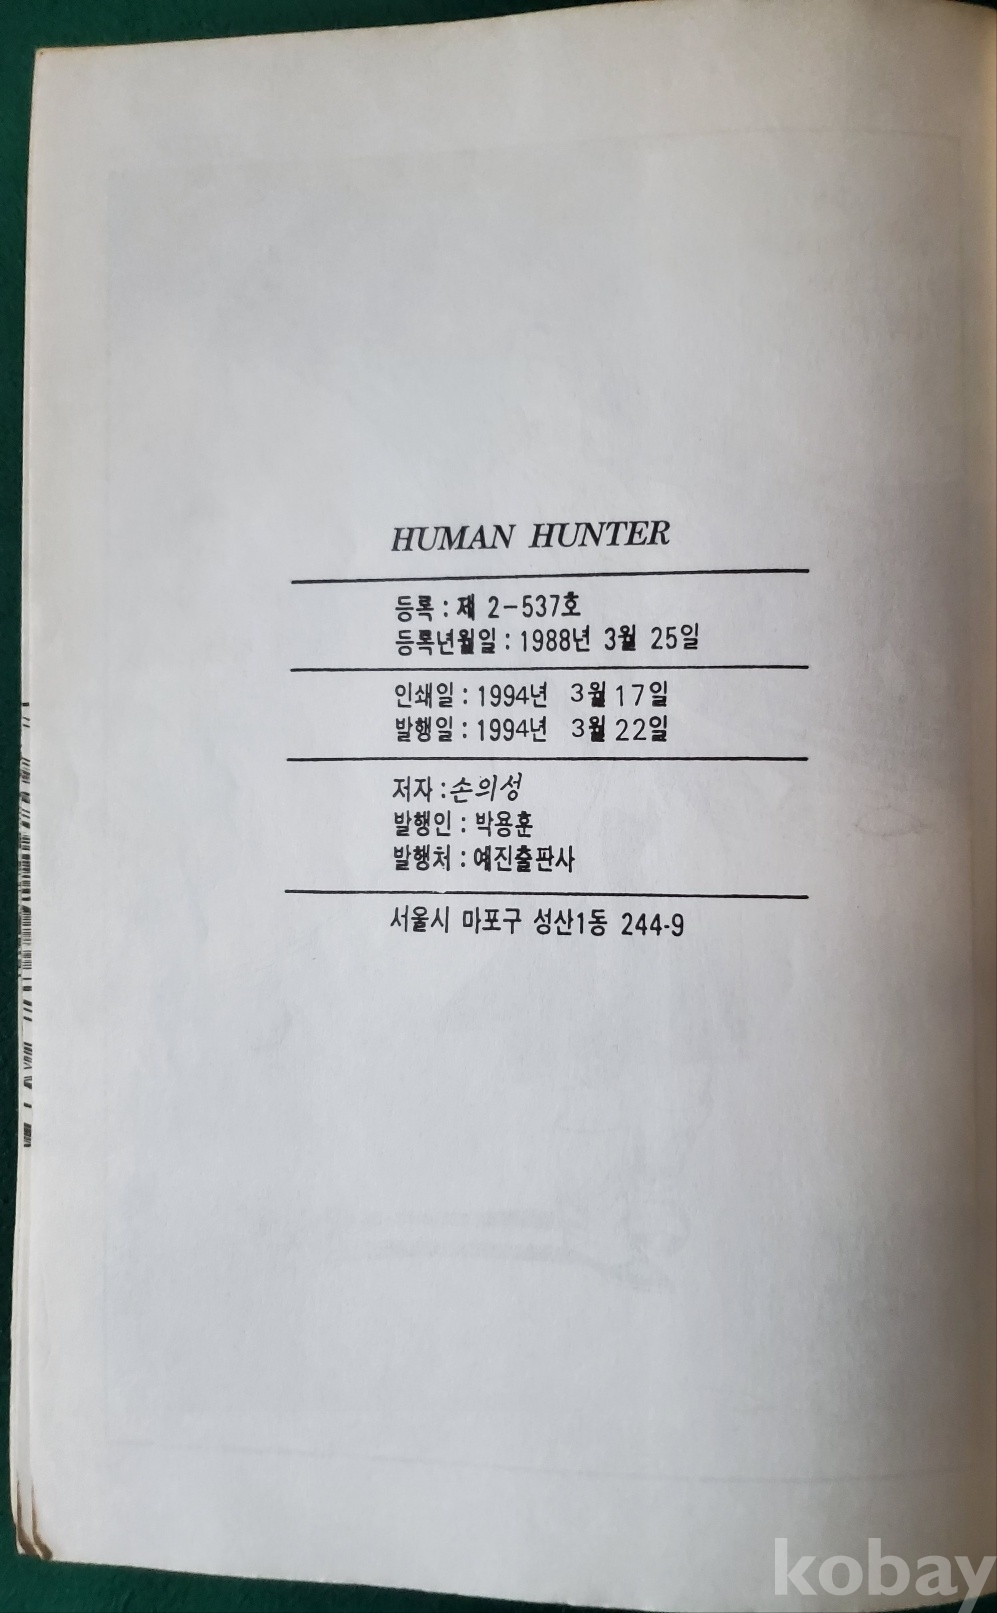 HUMAN HUNTER
등록 : 제 2-537호
등록년월일 : 1988년 3월 25일
인쇄일 : 1994년 3월 17일
발행일 : 1994년 3월 22일
저자 : 손의성
발행인 : 박용훈
발행처 : 예진출판사
서울시 마포구 성산1동 244-9
kobay